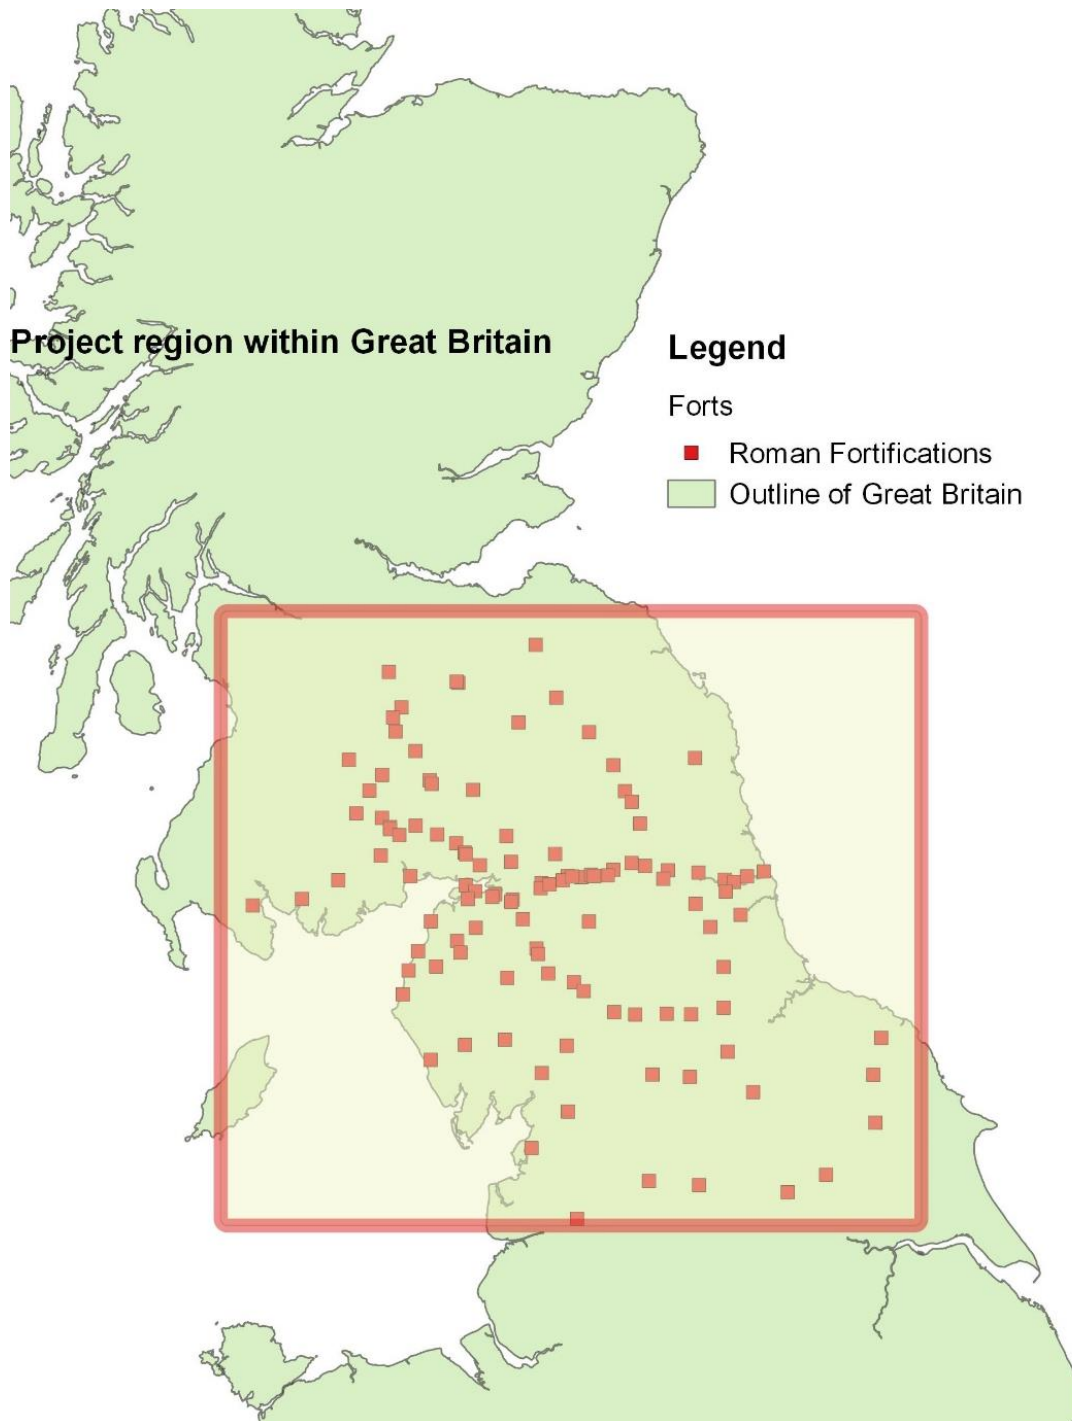 Project region within Great Britain
Legend
Forts
Roman Fortifications
Outline of Great Britain